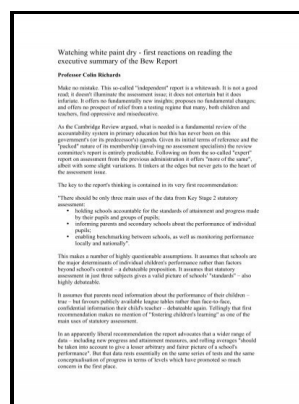 Watching white paint dry - first reactions on reading the
executive summary of the Bew Report
Professor Colin Richards
Make no mistake. This so-called "independent" report is a whitewash. It is not a good
read; it doesn't illuminate the assessment issue; it does not entertain but it does
infuriate. It offers no fundamentally new insights; proposes no fundamental changes;
and offers no prospect of relief from a testing regime that many, both children and
teachers, find oppressive and miseducative.
As the Cambridge Review argued, what is needed is a fundamental review of the
accountability system in primary education but this has never been on this
government's (or its predecessor's) agenda. Given its initial terms of reference and the
"packed" nature of its membership (involving no assessment specialists) the review
committee's report is entirely predictable. Following on from the so-called "expert"
report on assessment from the previous administration it offers "more of the same",
albeit with some slight variations. It tinkers at the edges but never gets to the heart of
the assessment issue.
The key to the report's thinking is contained in its very first recommendation:
"There should be only three main uses of the data from Key Stage 2 statutory
assessment:
• holding schools accountable for the standards of attainment and progress made
by their pupils and groups of pupils;
• informing parents and secondary schools about the performance of individual
pupils;
• enabling benchmarking between schools, as well as monitoring performance
locally and nationally".
This makes a number of highly questionable assumptions. It assumes that schools are
the major determinants of individual children's performance rather than factors
beyond school's control – a debateable proposition. It assumes that statutory
assessment in just three subjects gives a valid picture of schools' "standards" – also
highly debateable.
It assumes that parents need information about the performance of their children –
true – but favours publicly available league tables rather than face-to-face,
confidential information their child's teacher – debateable again. Tellingly that first
recommendation makes no mention of "fostering children's learning" as one of the
main uses of statutory assessment.
In an apparently liberal recommendation the report advocates that a wider range of
data – including new progress and attainment measures, and rolling averages "should
be taken into account to give a lesser arbitrary and fairer picture of a school's
performance". But that data rests essentially on the same series of tests and the same
conceptualisation of progress in terms of levels which have promoted so much
concern in the first place.